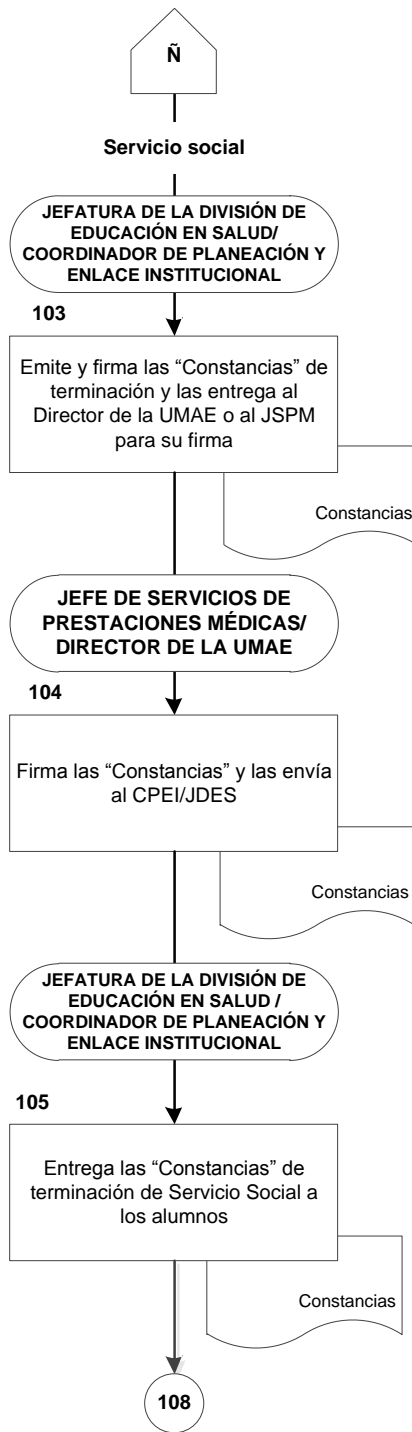 Ñ
Servicio social
JEFATURA DE LA DIVISIÓN DE
EDUCACIÓN EN SALUD/
COORDINADOR DE PLANEACIÓN Y
ENLACE INSTITUCIONAL
103
Emite y firma las “Constancias” de
terminación y las entrega al
Director de la UMAE o al JSPM
para su firma
Constancias
JEFE DE SERVICIOS DE
PRESTACIONES MÉDICAS/
DIRECTOR DE LA UMAE
104
Firma las “Constancias” y las envía
al CPEI/JDES
Constancias
JEFATURA DE LA DIVISIÓN DE
EDUCACIÓN EN SALUD /
COORDINADOR DE PLANEACIÓN Y
ENLACE INSTITUCIONAL
105
Entrega las “Constancias” de
terminación de Servicio Social a
los alumnos
Constancias
108